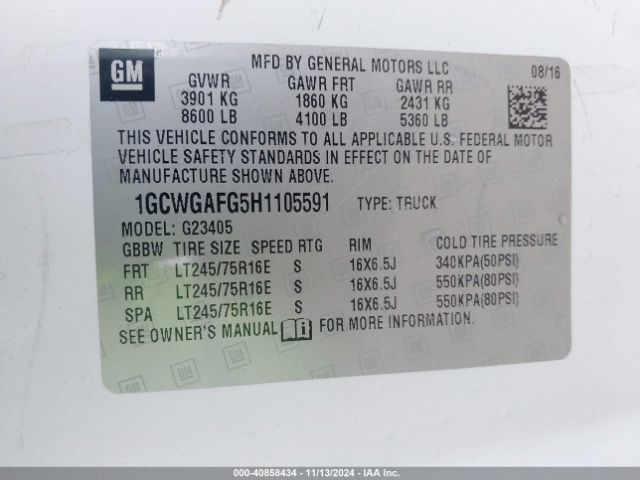 GM
MFD BY GENERAL MOTORS LLC 08/16
GVWR GAWR FRT GAWR RR
3901 KG 1860 KG 2431 KG
8600 LB 4100 LB 5360 LB
THIS VEHICLE CONFORMS TO ALL APPLICABLE U.S. FEDERAL MOTOR
VEHICLE SAFETY STANDARDS IN EFFECT ON THE DATE OF
MANUFACTURE SHOWN ABOVE.
1GCWGAFG5H1105591 TYPE: TRUCK
MODEL: G23405
GBBW TIRE SIZE SPEED RTG RIM COLD TIRE PRESSURE
FRT LT245/75R16E S 16X6.5J 340KPA(50PSI)
RR LT245/75R16E S 16X6.5J 550KPA(80PSI)
SPA LT245/75R16E S 16X6.5J 550KPA(80PSI)
SEE OWNER'S MANUAL FOR MORE INFORMATION.
000-40858434 - 11/13/2024 - IAAI.COM